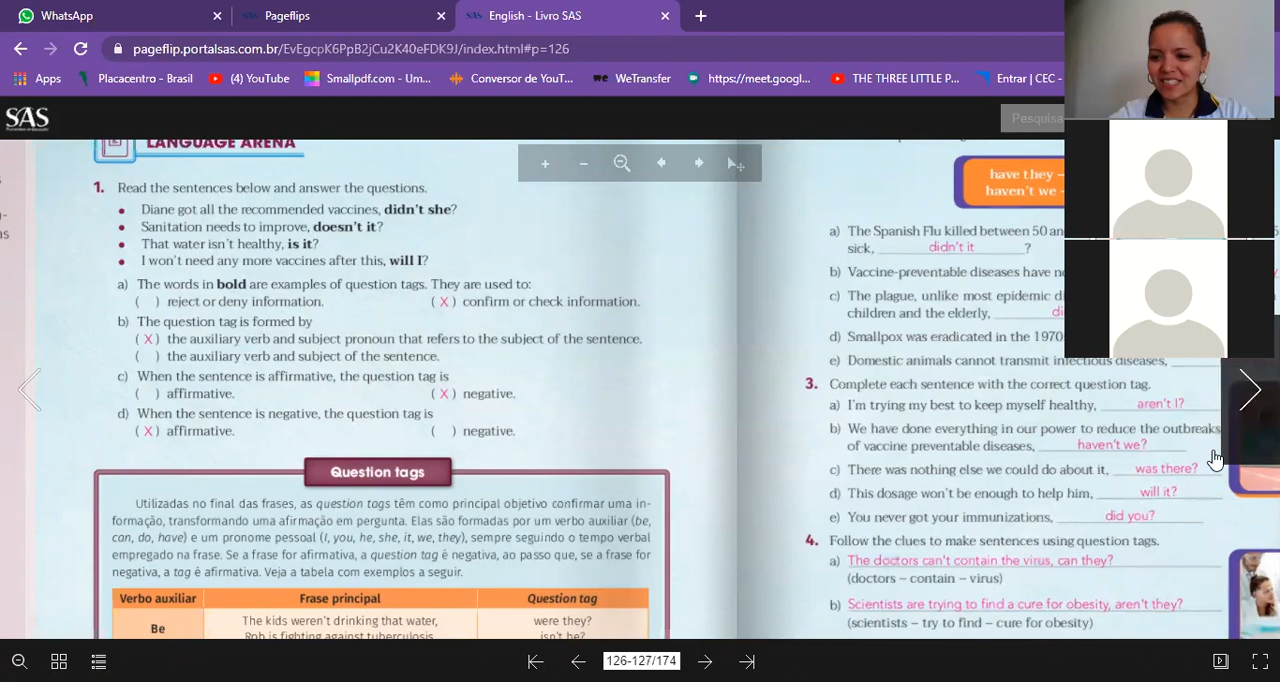 WhatsApp
Pageflips
English - Livro SAS
pageflip.portalsas.com.br/EvEgcpK6PpB2jCu2K40eFDK9J/index.html#p=126
Apps
Placacentro - Brasil
(4) YouTube
Smallpdf.com - Um...
Conversor de YouT...
WeTransfer
https://meet.googl...
THE THREE LITTLE P...
Entrar | CEC -
SAS
Pesquisa
LANGUAGE ARENA
1. Read the sentences below and answer the questions.
• Diane got all the recommended vaccines, didn't she?
• Sanitation needs to improve, doesn't it?
• That water isn't healthy, is it?
• I won't need any more vaccines after this, will I?
a) The words in bold are examples of question tags. They are used to:
( ) reject or deny information. ( X ) confirm or check information.
b) The question tag is formed by
( X ) the auxiliary verb and subject pronoun that refers to the subject of the sentence.
( ) the auxiliary verb and subject of the sentence.
c) When the sentence is affirmative, the question tag is
( ) affirmative. ( X ) negative.
d) When the sentence is negative, the question tag is
( X ) affirmative. ( ) negative.
Question tags
Utilizadas no final das frases, as question tags têm como principal objetivo confirmar uma in-
formação, transformando uma afirmação em pergunta. Elas são formadas por um verbo auxiliar (be,
can, do, have) e um pronome pessoal (I, you, he, she, it, we, they), sempre seguindo o tempo verbal
empregado na frase. Se a frase for afirmativa, a question tag é negativa, ao passo que, se a frase for
negativa, a tag é afirmativa. Veja a tabela com exemplos a seguir.
Verbo auxiliar Frase principal Question tag
Be
The kids weren't drinking that water, were they?
Rob is fighting against tuberculosis, isn't he?
have they –
haven't we –
a) The Spanish Flu killed between 50 an
sick, didn't it ?
b) Vaccine-preventable diseases have no
c) The plague, unlike most epidemic di
children and the elderly, di
d) Smallpox was eradicated in the 1970
e) Domestic animals cannot transmit infectious diseases,
3. Complete each sentence with the correct question tag.
a) I'm trying my best to keep myself healthy, aren't I?
b) We have done everything in our power to reduce the outbreaks
of vaccine preventable diseases, haven't we?
c) There was nothing else we could do about it, was there?
d) This dosage won't be enough to help him, will it?
e) You never got your immunizations, did you?
4. Follow the clues to make sentences using question tags.
a) The doctors can't contain the virus, can they?
(doctors – contain – virus)
b) Scientists are trying to find a cure for obesity, aren't they?
(scientists – try to find – cure for obesity)
126-127/174